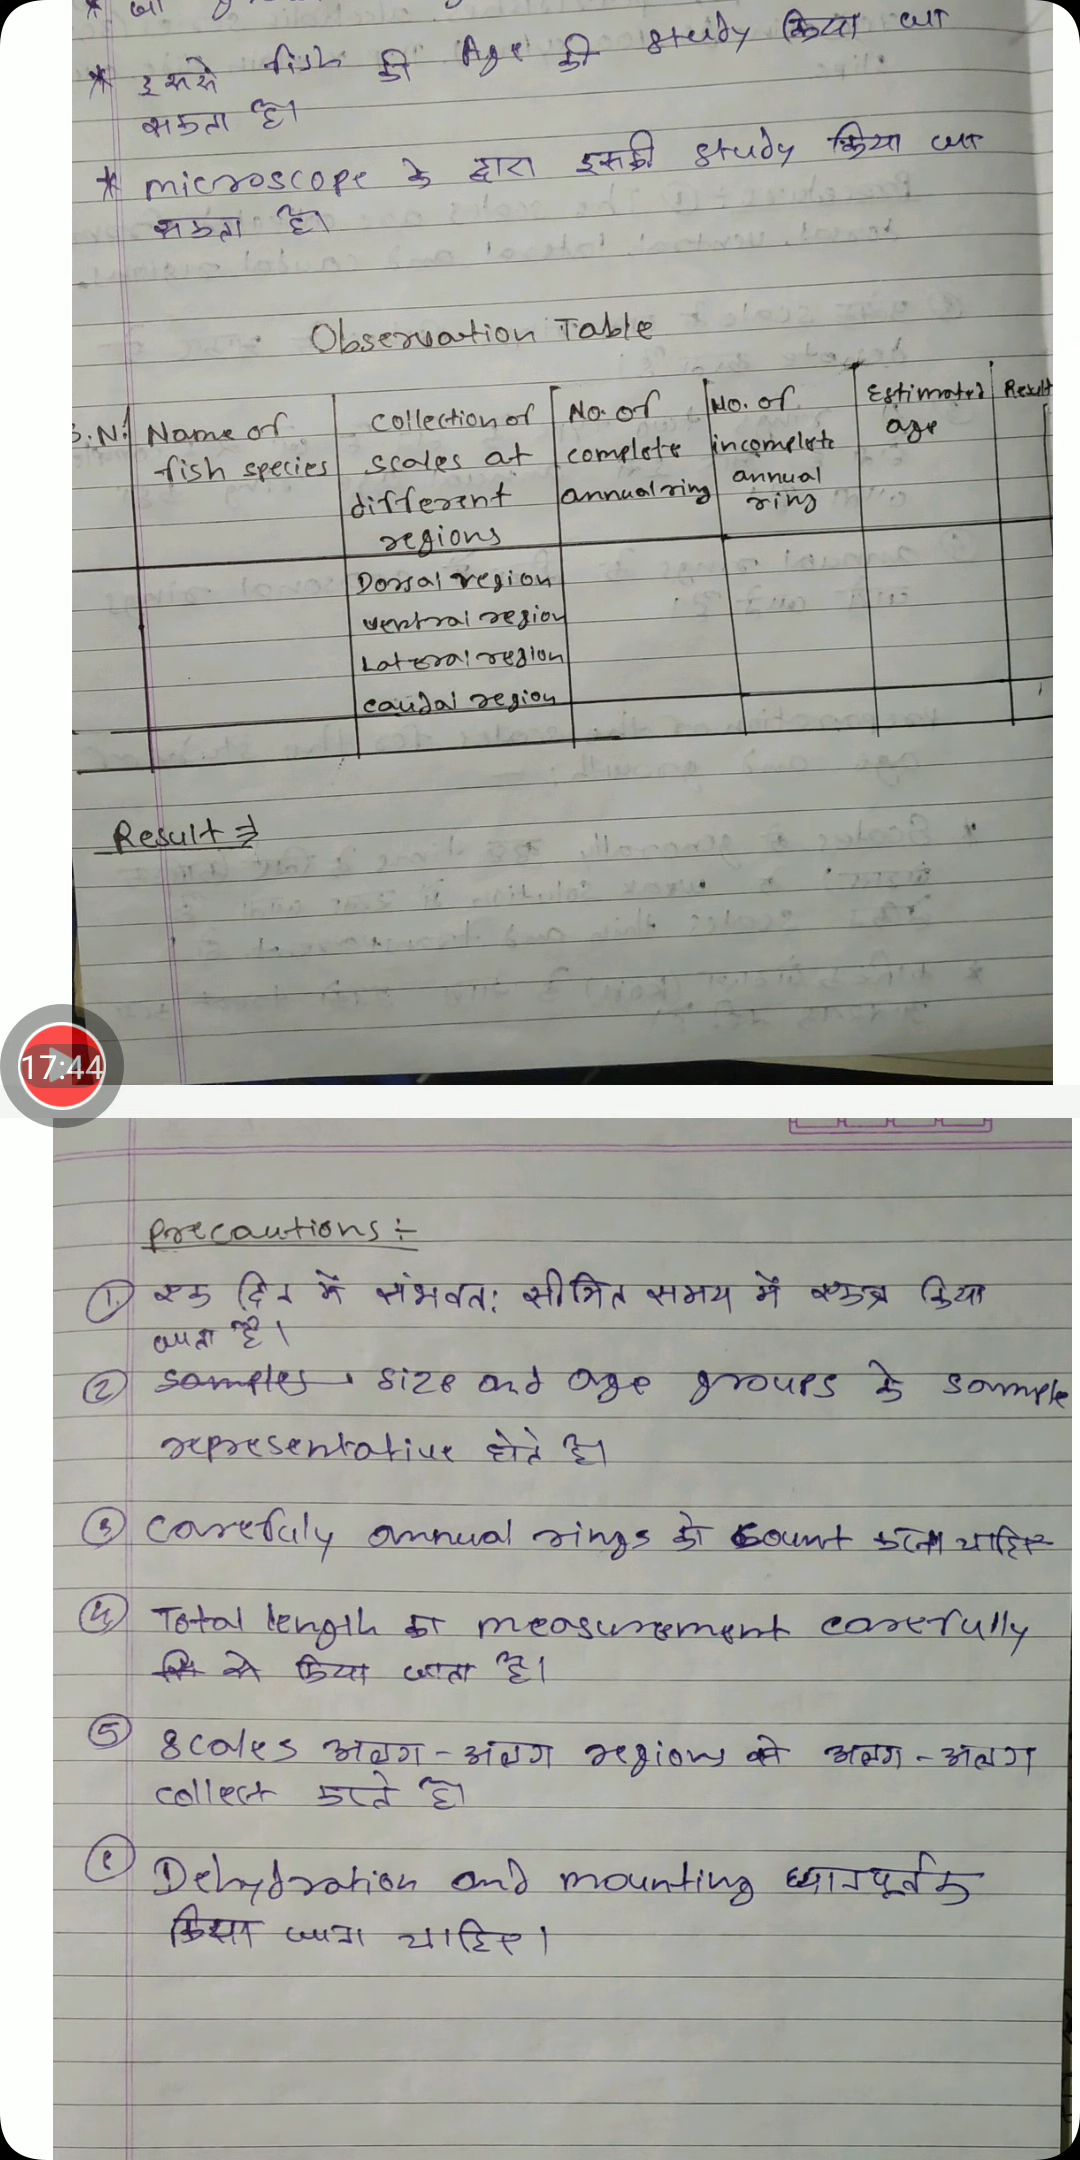 * इससे fish की Age की study किया जा
सकता है।
* microscope के द्वारा इसकी study किया जा
सकता है।
Observation Table
S.N. Name of fish species
collection of scales at different regions
No. of complete annual ring
No. of incomplete annual ring
Estimated age
Result
Dorsal region
ventral region
Lateral region
caudal region
Result ⇒
17:44
Precautions :-
① एक दिन में संभवतः सीमित समय में एकत्र किया
जाता है।
② samples size and age groups के sample
representative होते है।
③ Carefuly annual rings को count करना चाहिए
④ Total length का measurement carefully
से किया जाता है।
⑤ Scales अलग-अलग regions से अलग-अलग
collect करते है।
Dehydration and mounting ध्यानपूर्वक
किया जाना चाहिए।